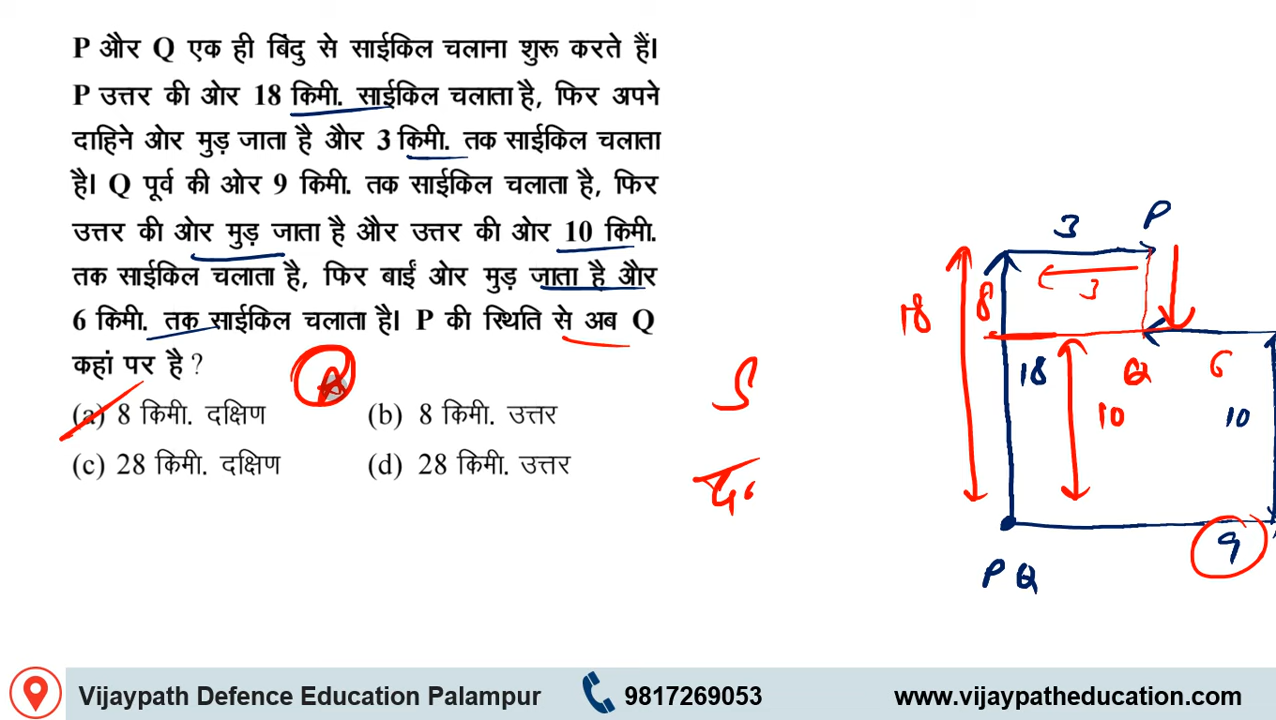 P और Q एक ही बिंदु से साईकिल चलाना शुरू करते हैं।
P उत्तर की ओर 18 किमी. साईकिल चलाता है, फिर अपने
दाहिने ओर मुड़ जाता है और 3 किमी. तक साईकिल चलाता
है। Q पूर्व की ओर 9 किमी. तक साईकिल चलाता है, फिर
उत्तर की ओर मुड़ जाता है और उत्तर की ओर 10 किमी.
तक साईकिल चलाता है, फिर बाईं ओर मुड़ जाता है और
6 किमी. तक साईकिल चलाता है। P की स्थिति से अब Q
कहां पर है?
A
(a) 8 किमी. दक्षिण
(b) 8 किमी. उत्तर
(c) 28 किमी. दक्षिण
(d) 28 किमी. उत्तर
S
3 P
18 8 3
18 Q 6
10 10
9
P Q
Vijaypath Defence Education Palampur
9817269053
www.vijaypatheducation.com